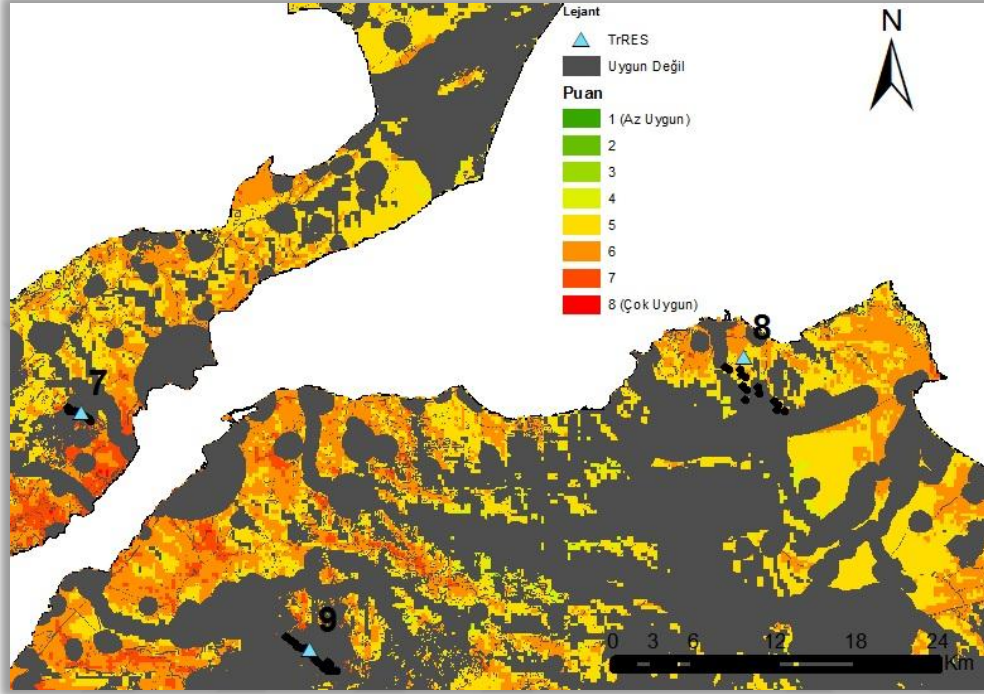 Lejant
N
TrRES
Uygun Değil
Puan
1 (Az Uygun)
2
3
4
5
6
7
8 (Çok Uygun)
8
7
9
0 3 6 12 18 24
Km